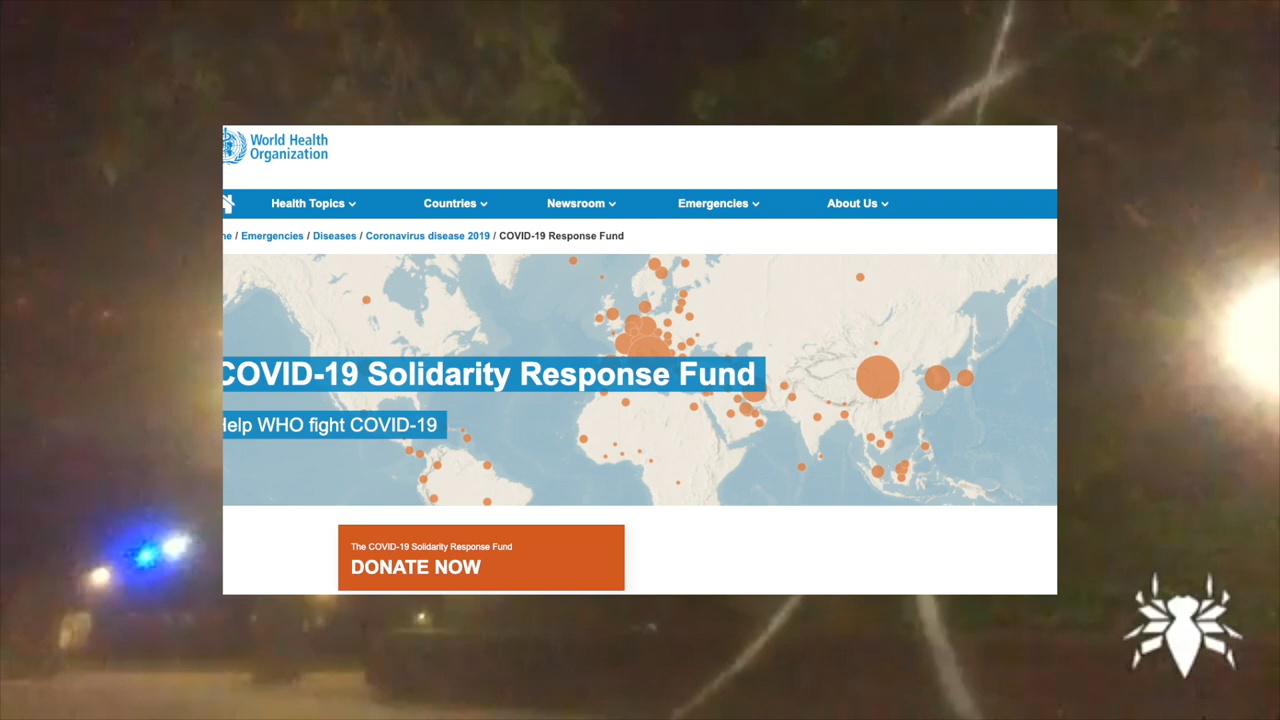 World Health
Organization
Health Topics Countries Newsroom Emergencies About Us
ne / Emergencies / Diseases / Coronavirus disease 2019 / COVID-19 Response Fund
COVID-19 Solidarity Response Fund
Help WHO fight COVID-19
The COVID-19 Solidarity Response Fund
DONATE NOW